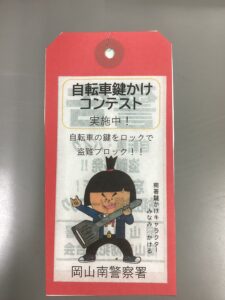 自転車鍵かけ
コンテスト
実施中！
自転車の鍵をロックで
盗難ブロック！！
南署鍵かけキャラクター
みなみ かける
岡山南警察署